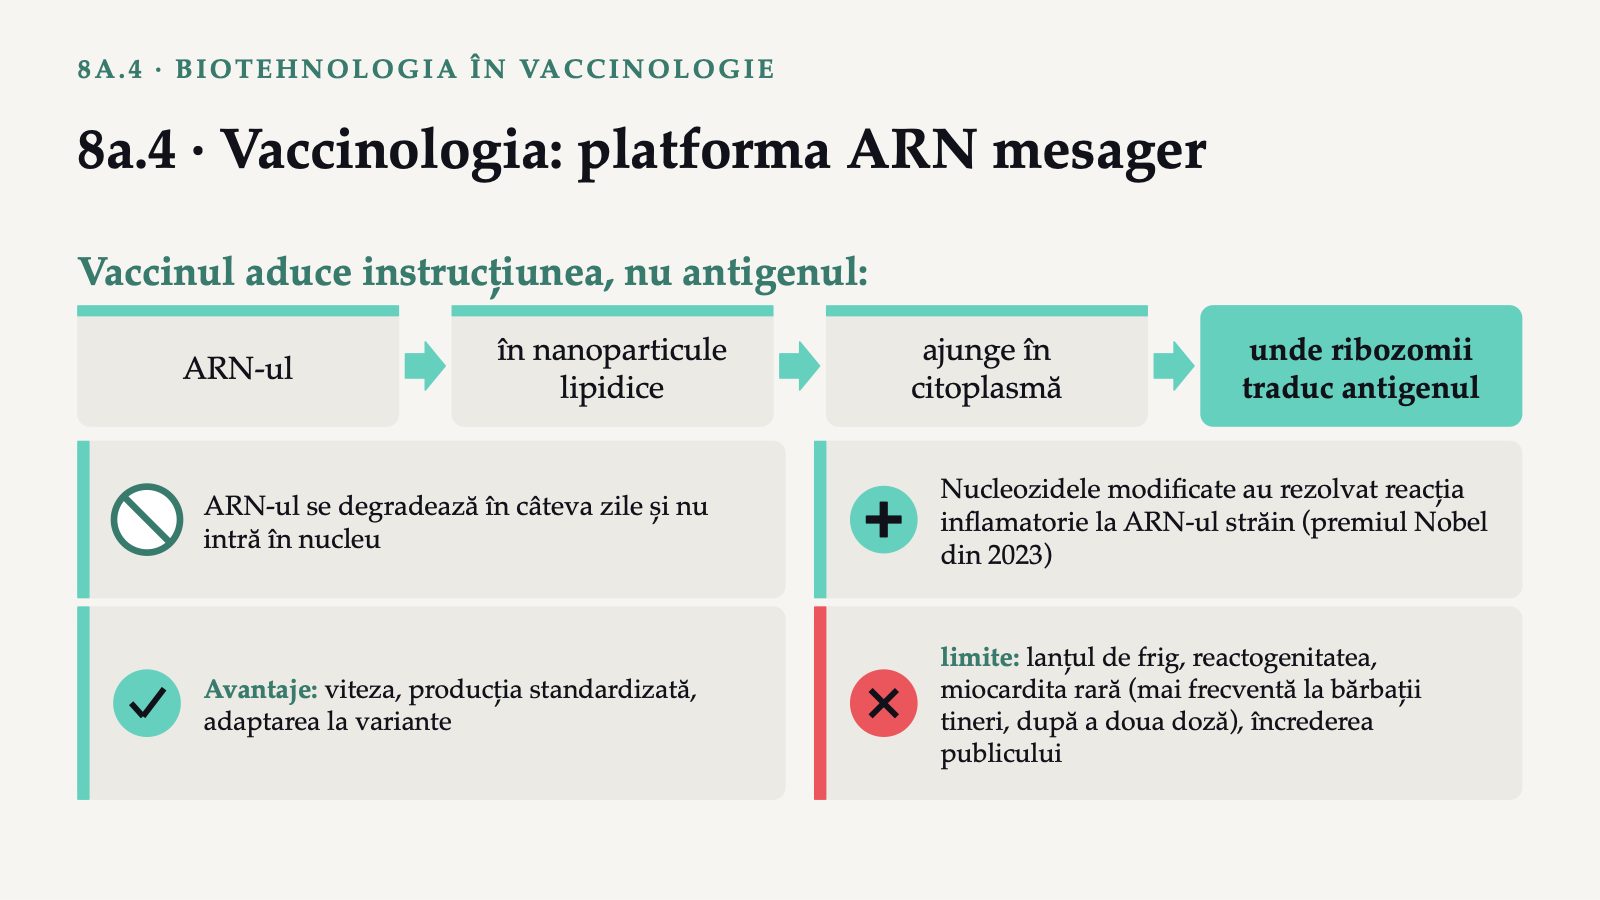 8A.4 · BIOTEHNOLOGIA ÎN VACCINOLOGIE
8a.4 · Vaccinologia: platforma ARN mesager
Vaccinul aduce instrucțiunea, nu antigenul:
ARN-ul
în nanoparticule
lipidice
ajunge în
citoplasmă
unde ribozomii
traduc antigenul
ARN-ul se degradează în câteva zile și nu
intră în nucleu
Nucleozidele modificate au rezolvat reacția
inflamatorie la ARN-ul străin (premiul Nobel
din 2023)
Avantaje: viteza, producția standardizată,
adaptarea la variante
limite: lanțul de frig, reactogenitatea,
miocardita rară (mai frecventă la bărbații
tineri, după a doua doză), încrederea
publicului